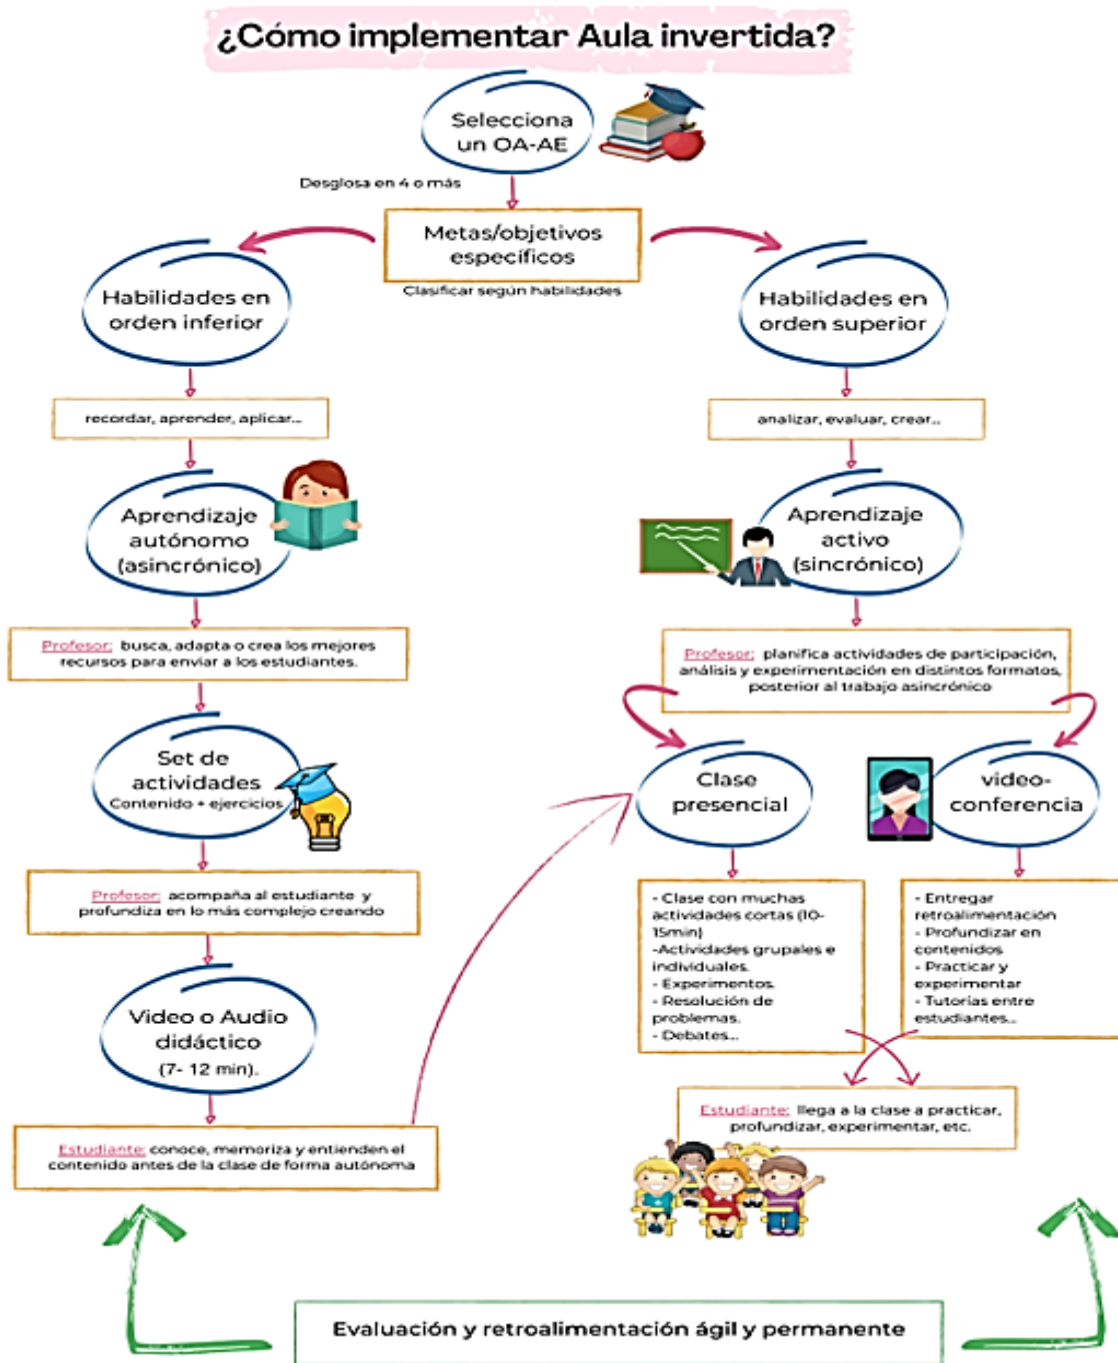 ¿Cómo implementar Aula invertida?
Selecciona
un OA-AE
Desglosa en 4 o más
Metas/objetivos
específicos
Clasificar según habilidades
Habilidades en
orden inferior
recordar, aprender, aplicar...
Aprendizaje
autónomo
(asincrónico)
Profesor: busca, adapta o crea los mejores
recursos para enviar a los estudiantes.
Set de
actividades
Contenido + ejercicios
Profesor: acompaña al estudiante y
profundiza en lo más complejo creando
Video o Audio
didáctico
(7- 12 min).
Estudiante: conoce, memoriza y entienden el
contenido antes de la clase de forma autónoma
Habilidades en
orden superior
analizar, evaluar, crear...
Aprendizaje
activo
(sincrónico)
Profesor: planifica actividades de participación,
análisis y experimentación en distintos formatos,
posterior al trabajo asincrónico
Clase
presencial
- Clase con muchas
actividades cortas (10-
15min)
-Actividades grupales e
individuales.
- Experimentos.
- Resolución de
problemas.
- Debates...
video-
conferencia
- Entregar
retroalimentación
- Profundizar en
contenidos
- Practicar y
experimentar
- Tutorías entre
estudiantes...
Estudiante: llega a la clase a practicar,
profundizar, experimentar, etc.
Evaluación y retroalimentación ágil y permanente